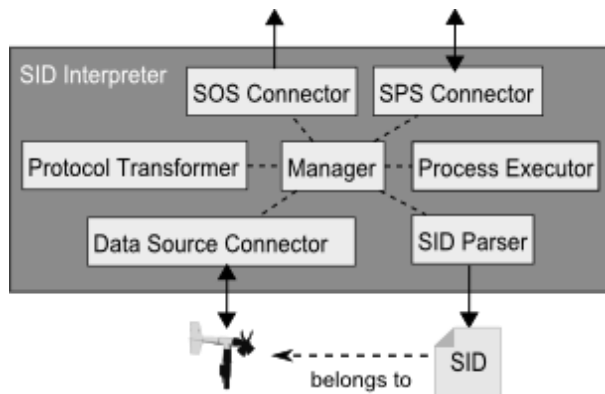 SID Interpreter
SOS Connector
SPS Connector
Protocol Transformer
Manager
Process Executor
Data Source Connector
SID Parser
SID
belongs to